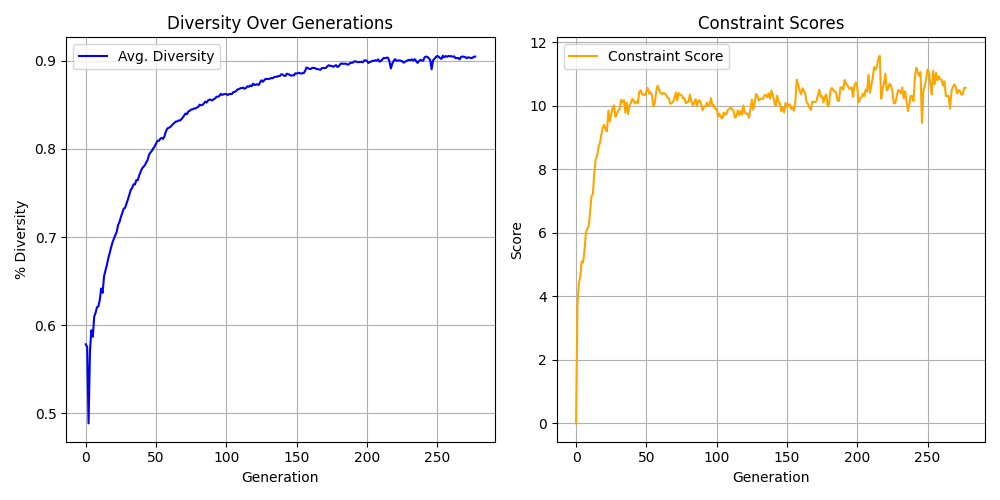 Diversity Over Generations
Avg. Diversity
% Diversity
0.9
0.8
0.7
0.6
0.5
0 50 100 150 200 250
Generation
Constraint Scores
Constraint Score
Score
12
10
8
6
4
2
0
0 50 100 150 200 250
Generation